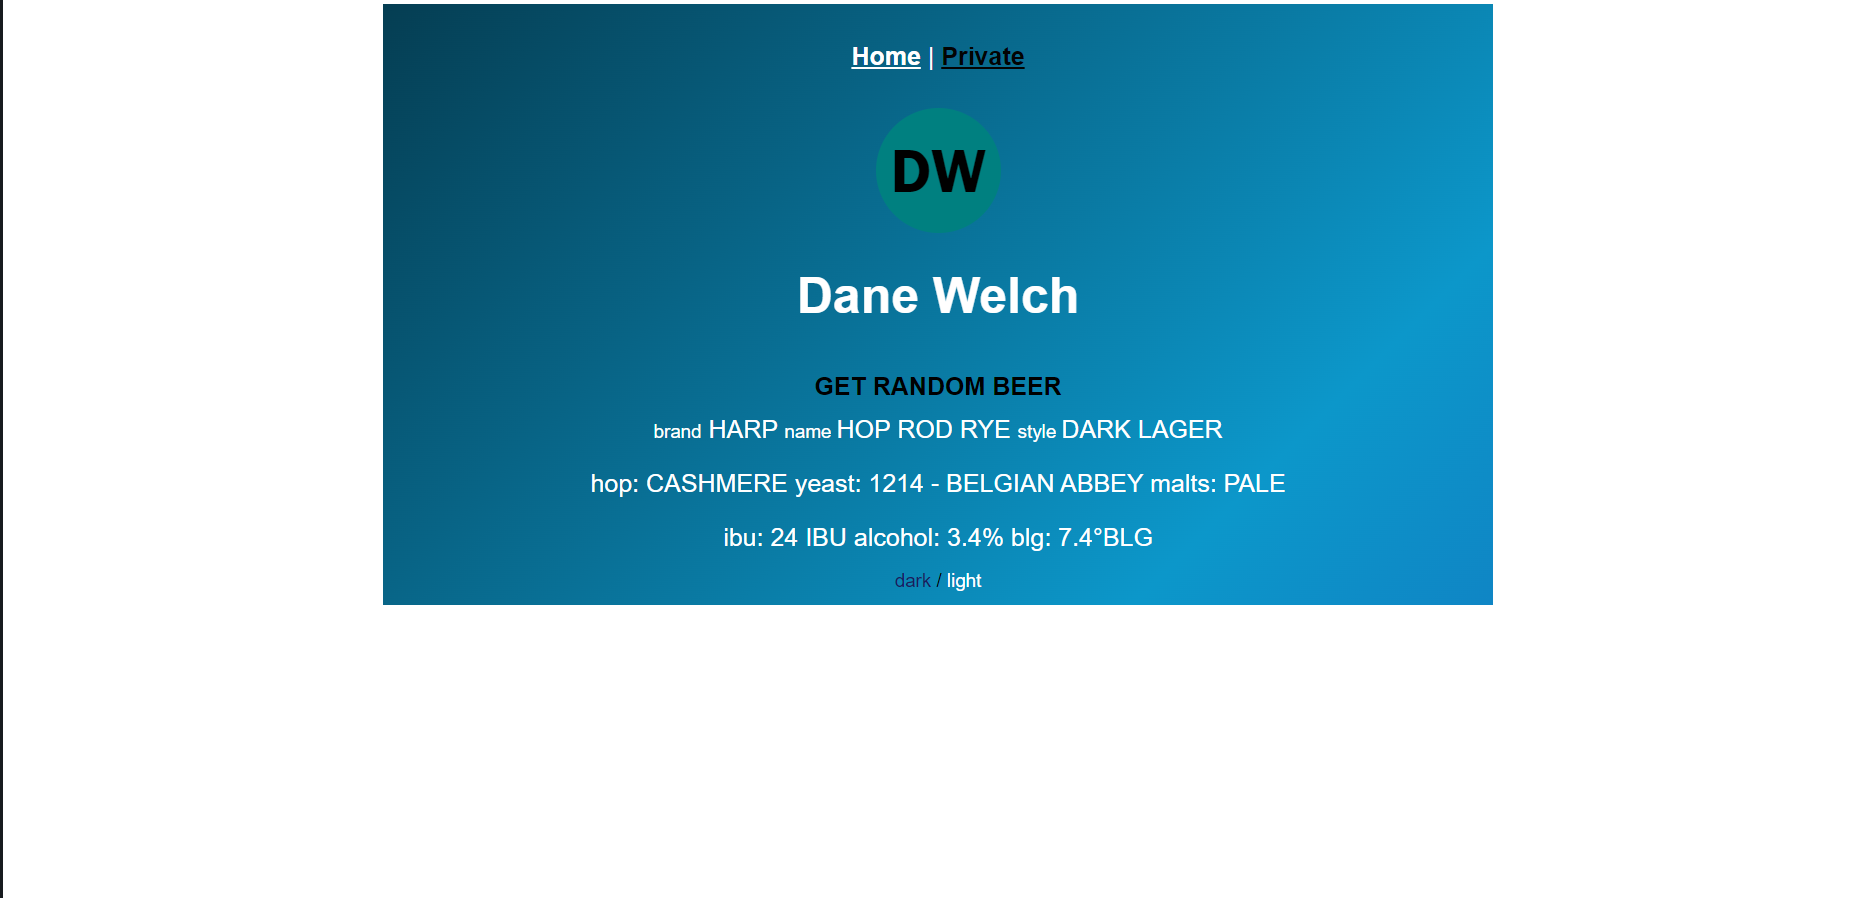 Home | Private
DW
Dane Welch
GET RANDOM BEER
brand HARP name HOP ROD RYE style DARK LAGER
hop: CASHMERE yeast: 1214 - BELGIAN ABBEY malts: PALE
ibu: 24 IBU alcohol: 3.4% blg: 7.4°BLG
dark / light